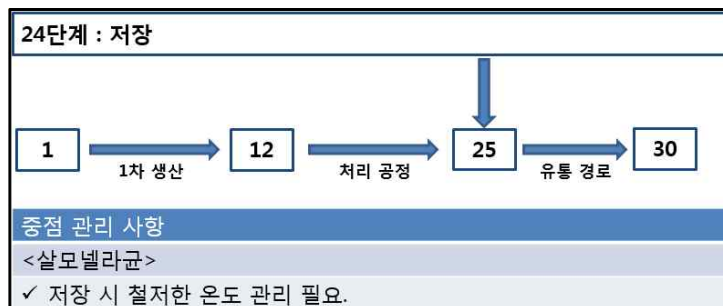 24단계 : 저장
1
1차 생산
12
처리 공정
25
유통 경로
30
중점 관리 사항
<살모넬라균>
✓ 저장 시 철저한 온도 관리 필요.